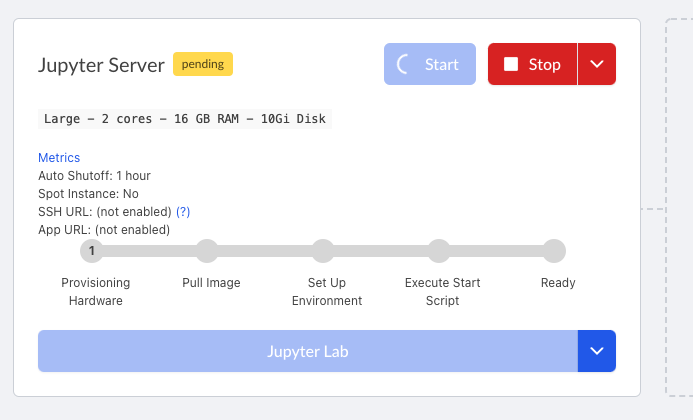 Jupyter Server pending Start Stop
Large – 2 cores – 16 GB RAM – 10Gi Disk
Metrics
Auto Shutoff: 1 hour
Spot Instance: No
SSH URL: (not enabled) (?)
App URL: (not enabled)
1
Provisioning Hardware
Pull Image
Set Up Environment
Execute Start Script
Ready
Jupyter Lab